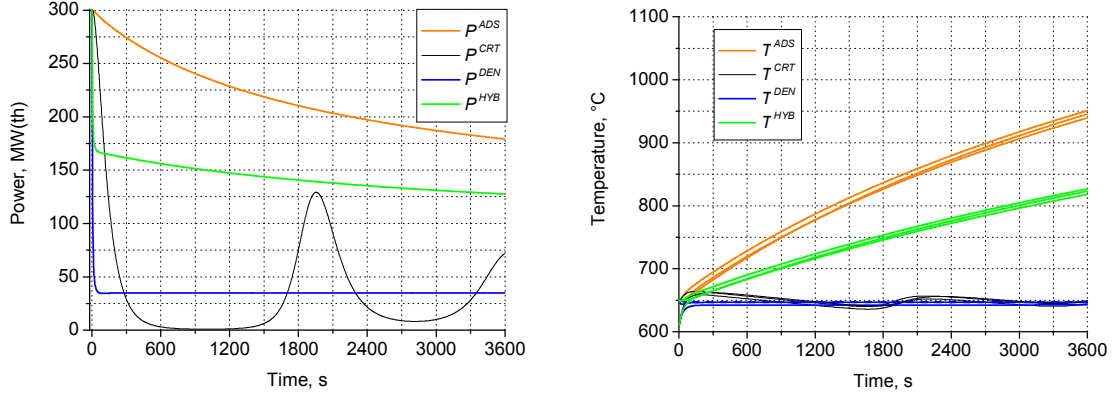 300
250
200
150
100
50
0
Power, MW(th)
0 600 1200 1800 2400 3000 3600
Time, s
P^ADS
P^CRT
P^DEN
P^HYB
1100
1000
900
800
700
600
Temperature, °C
0 600 1200 1800 2400 3000 3600
Time, s
T^ADS
T^CRT
T^DEN
T^HYB